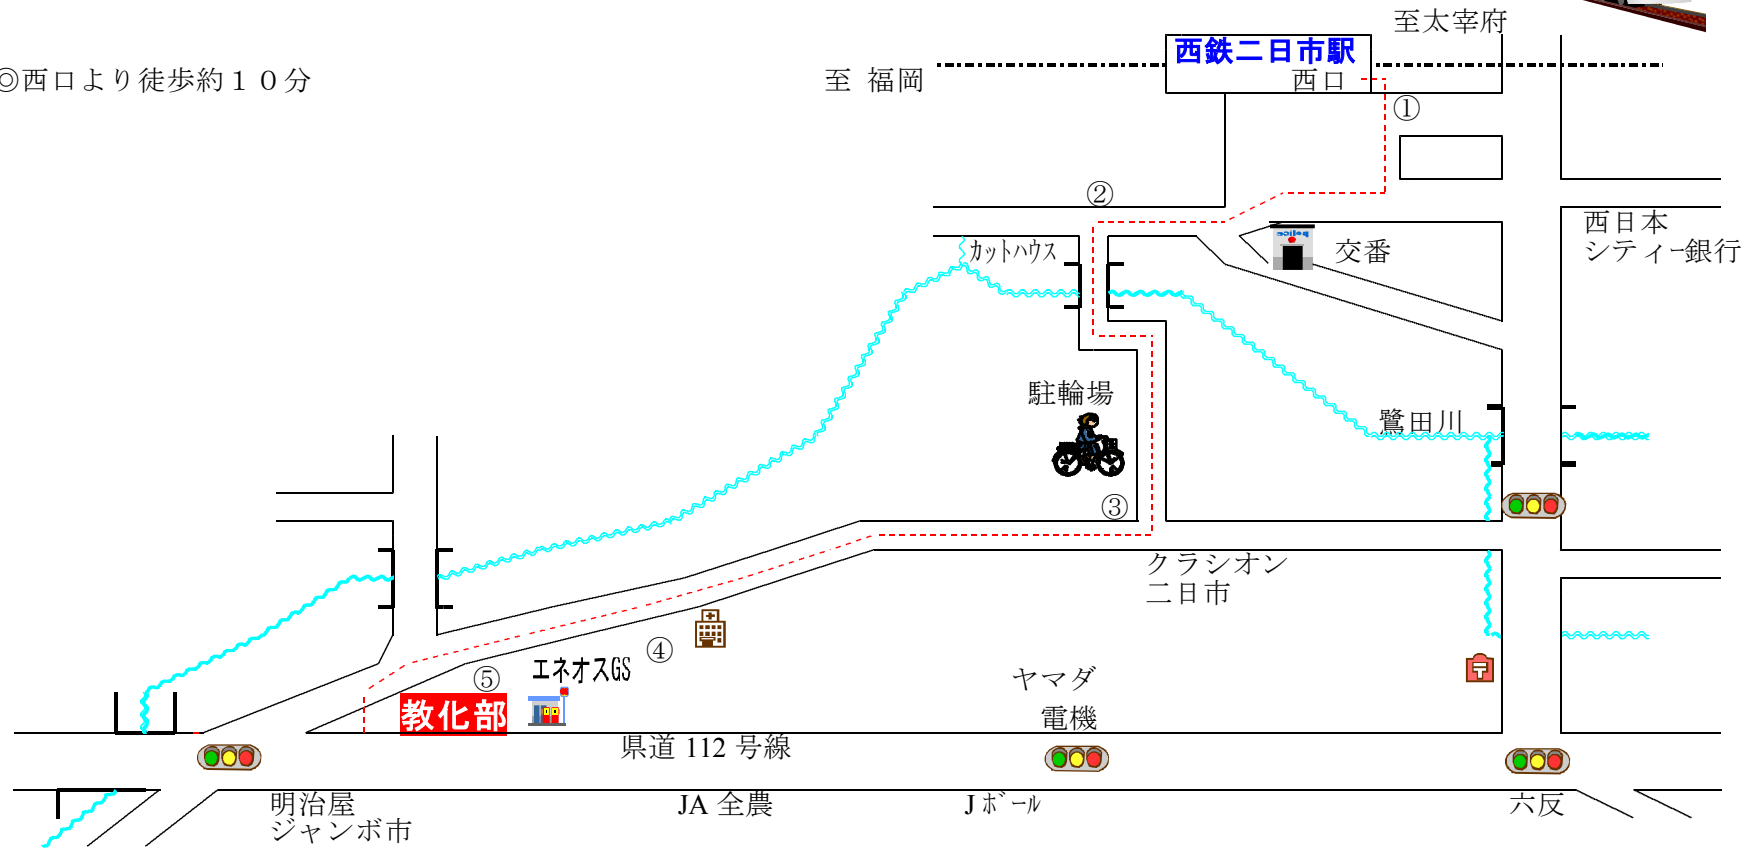 至太宰府
西鉄二日市駅
◎西口より徒歩約１０分
至 福岡
西口
①
②
西日本
シティー銀行
カットハウス
police
交番
駐輪場
鷺田川
③
クラシオン
二日市
④
エネオスGS
⑤
ヤマダ
電機
教化部
県道 112 号線
明治屋
ジャンボ市
JA 全農
Jボール
六反